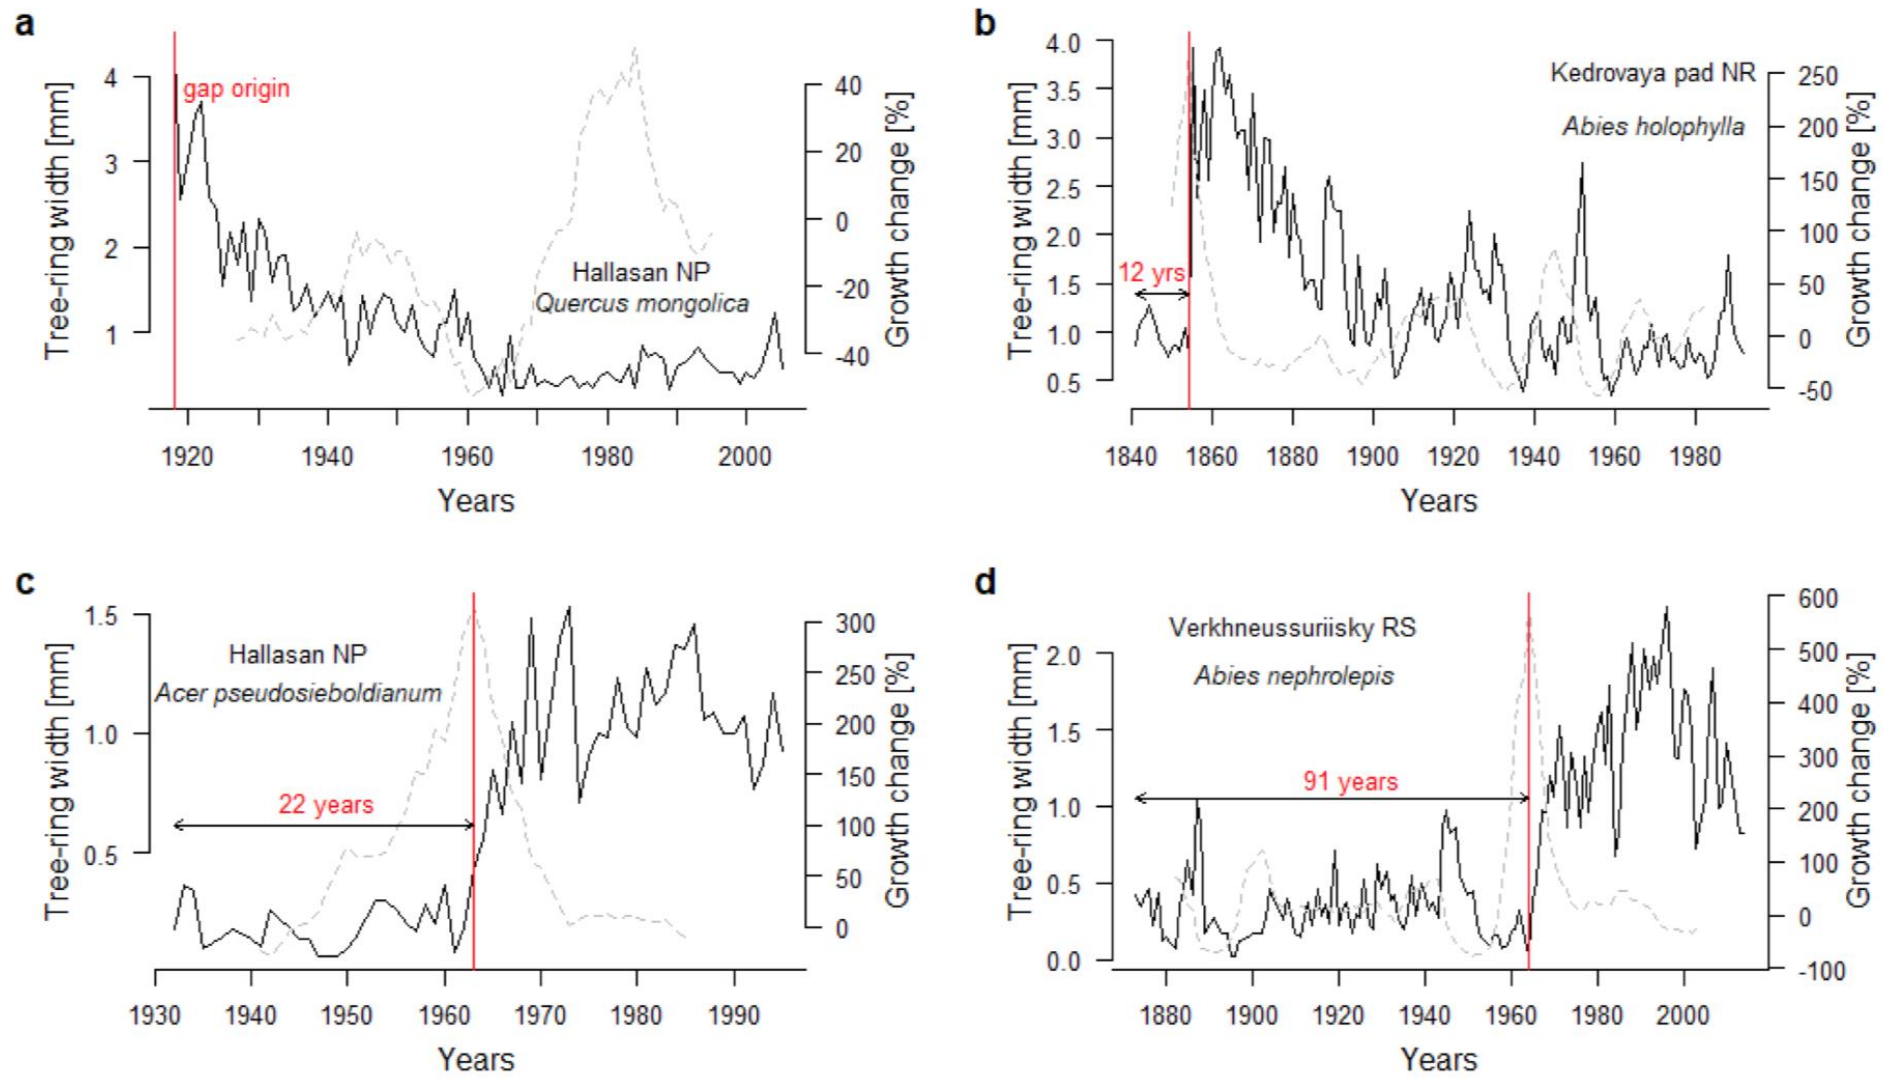 a
Tree-ring width [mm]
4
3
2
1
gap origin
Hallasan NP
Quercus mongolica
40
20
0
-20
-40
Growth change [%]
1920 1940 1960 1980 2000
Years
b
Tree-ring width [mm]
4.0
3.5
3.0
2.5
2.0
1.5
1.0
0.5
12 yrs
Kedrovaya pad NR
Abies holophylla
250
200
150
100
50
0
-50
Growth change [%]
1840 1860 1880 1900 1920 1940 1960 1980
Years
c
Tree-ring width [mm]
1.5
1.0
0.5
Hallasan NP
Acer pseudosieboldianum
22 years
300
250
200
150
100
50
0
Growth change [%]
1930 1940 1950 1960 1970 1980 1990
Years
d
Tree-ring width [mm]
2.0
1.5
1.0
0.5
0.0
Verkhneussuriisky RS
Abies nephrolepis
91 years
600
500
400
300
200
100
0
-100
Growth change [%]
1880 1900 1920 1940 1960 1980 2000
Years